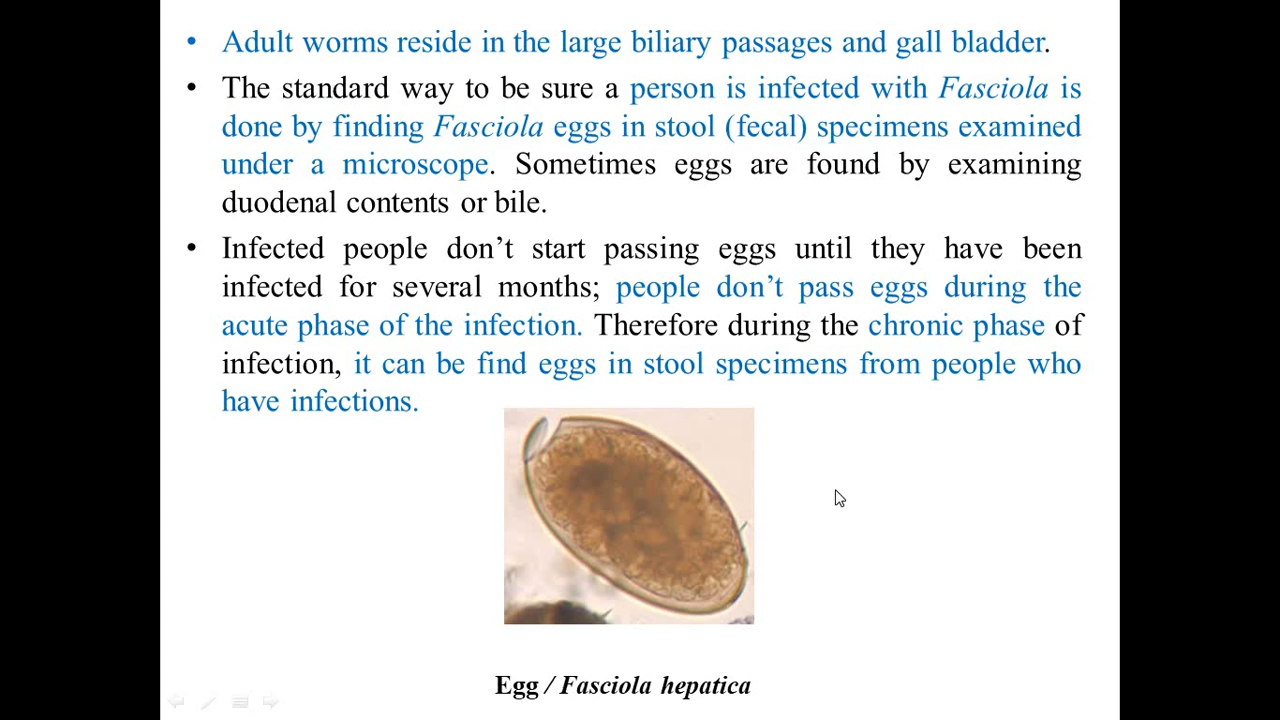 • Adult worms reside in the large biliary passages and gall bladder.
• The standard way to be sure a person is infected with Fasciola is
done by finding Fasciola eggs in stool (fecal) specimens examined
under a microscope. Sometimes eggs are found by examining
duodenal contents or bile.
• Infected people don’t start passing eggs until they have been
infected for several months; people don’t pass eggs during the
acute phase of the infection. Therefore during the chronic phase of
infection, it can be find eggs in stool specimens from people who
have infections.
Egg / Fasciola hepatica